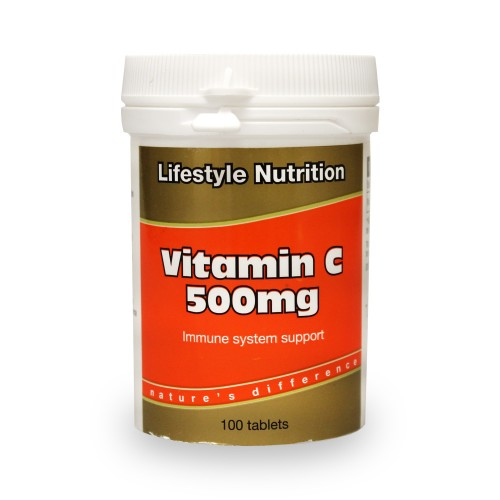 Lifestyle Nutrition
Vitamin C
500mg
Immune system support
nature's difference
100 tablets